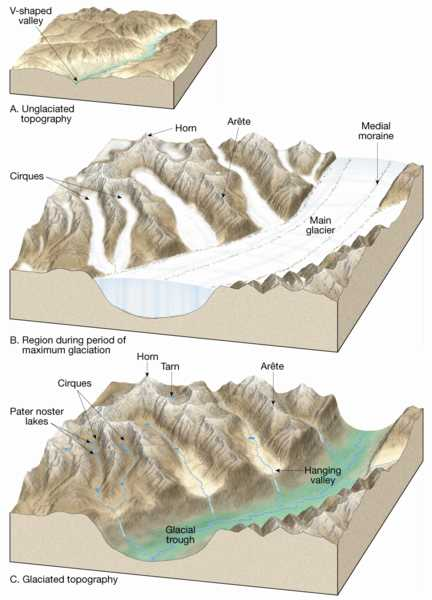 V-shaped
valley
A. Unglaciated
topography
Horn
Arête
Medial
moraine
Cirques
Main
glacier
B. Region during period of
maximum glaciation
Horn
Tarn
Arête
Cirques
Pater noster
lakes
Hanging
valley
Glacial
trough
C. Glaciated topography